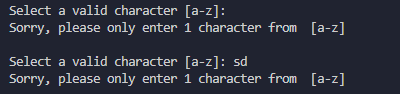 Select a valid character [a-z]:
Sorry, please only enter 1 character from  [a-z]
Select a valid character [a-z]: sd
Sorry, please only enter 1 character from  [a-z]